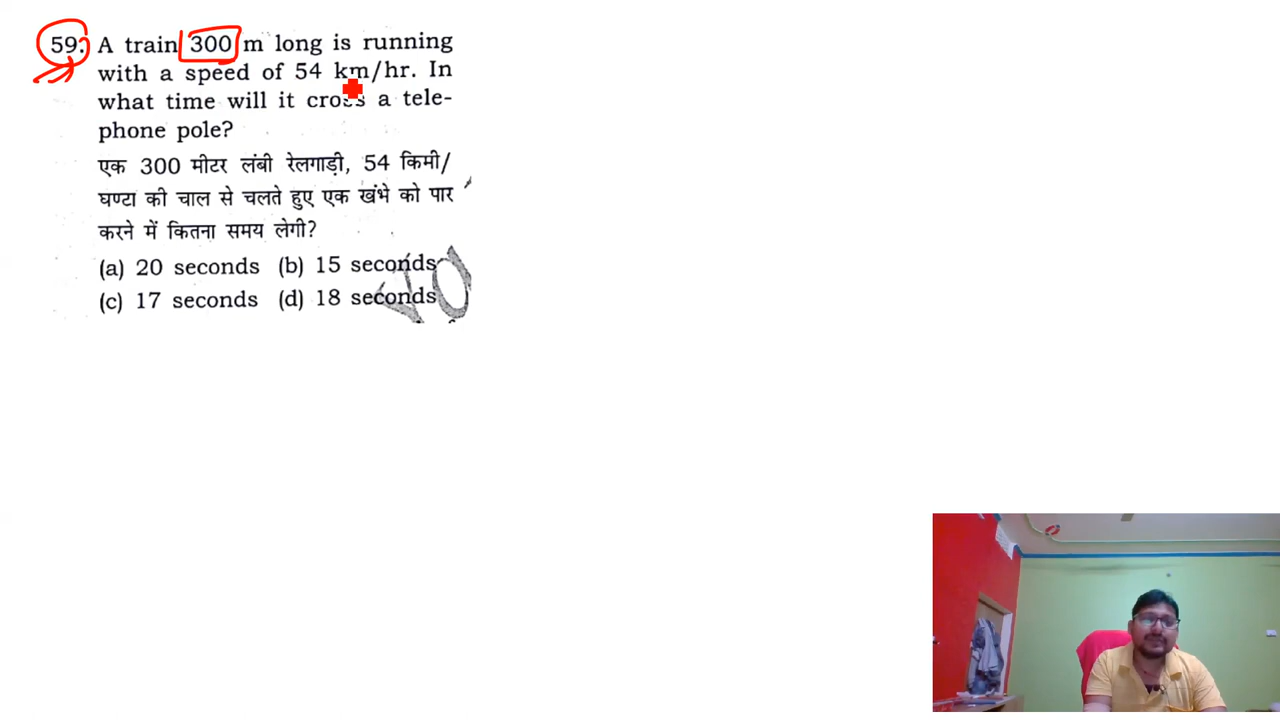 59. A train 300 m long is running
with a speed of 54 km/hr. In
what time will it cross a tele-
phone pole?
एक 300 मीटर लंबी रेलगाड़ी, 54 किमी/
घण्टा की चाल से चलते हुए एक खंभे को पार
करने में कितना समय लेगी?
(a) 20 seconds (b) 15 seconds
(c) 17 seconds (d) 18 seconds